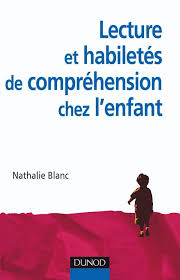 Lecture
et habiletés
de compréhension
chez l'enfant
Nathalie Blanc
DUNOD